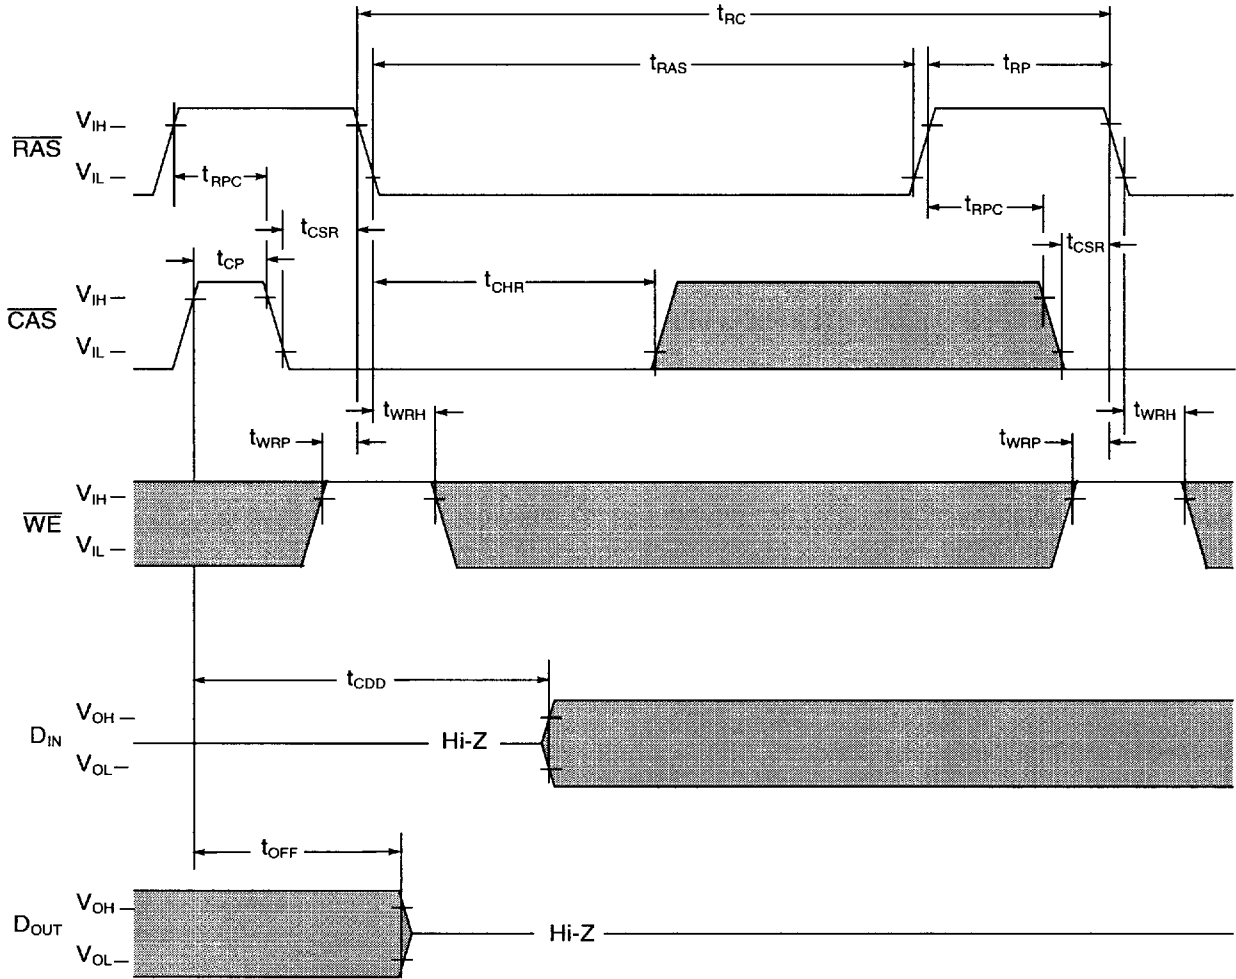 tRC
tRAS
tRP
VIH
RAS
VIL
tRPC
tRPC
tCSR
tCSR
tCP
tCHR
VIH
CAS
VIL
tWRH
tWRH
tWRP
tWRP
VIH
WE
VIL
tCDD
VOH
DIN
Hi-Z
VOL
tOFF
VOH
DOUT
Hi-Z
VOL